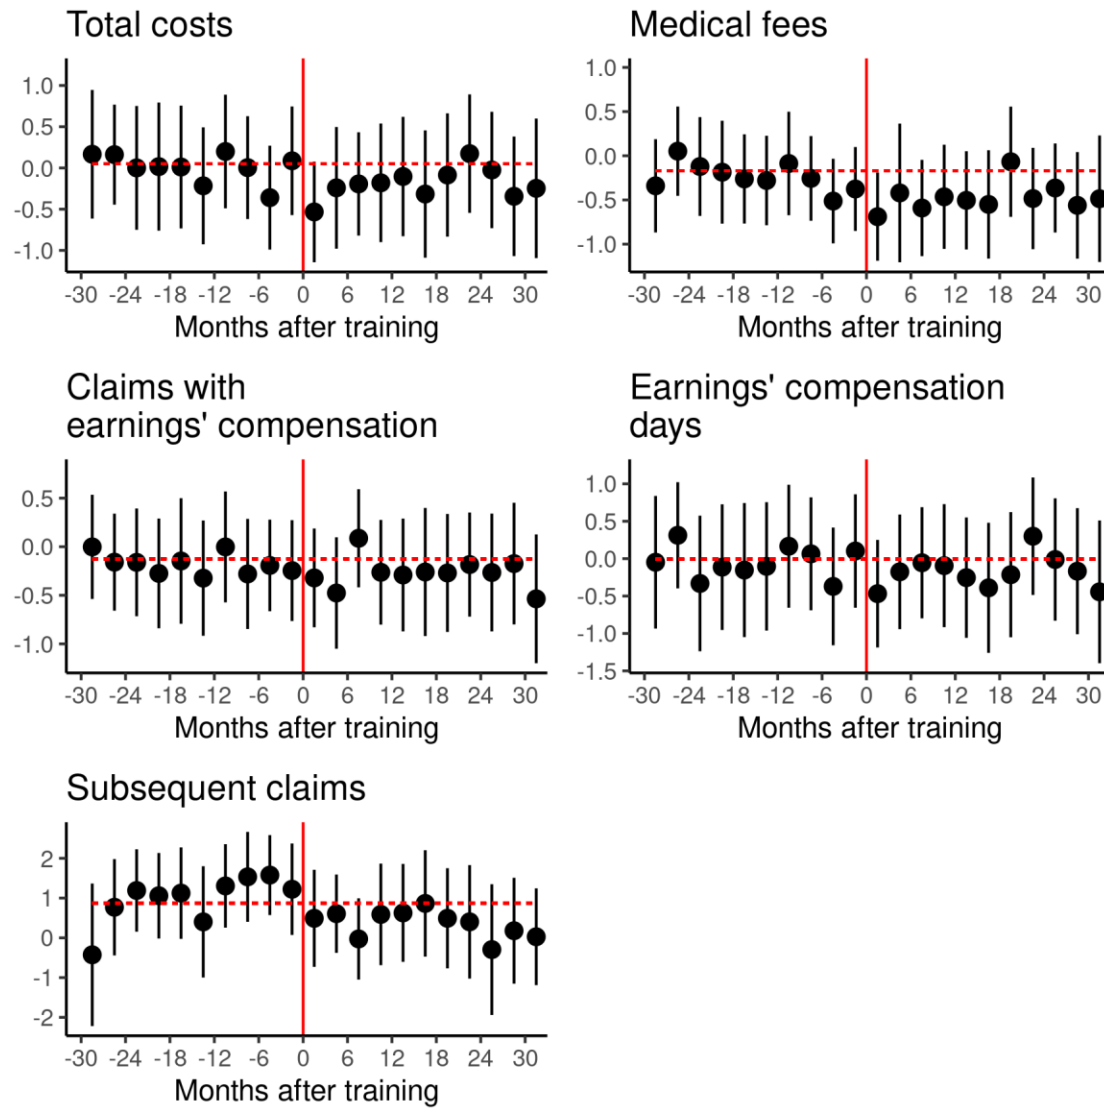 Total costs
1.0
0.5
0.0
-0.5
-1.0
-30 -24 -18 -12 -6 0 6 12 18 24 30
Months after training
Medical fees
1.0
0.5
0.0
-0.5
-1.0
-30 -24 -18 -12 -6 0 6 12 18 24 30
Months after training
Claims with
earnings' compensation
0.5
0.0
-0.5
-1.0
-30 -24 -18 -12 -6 0 6 12 18 24 30
Months after training
Earnings' compensation
days
1.0
0.5
0.0
-0.5
-1.0
-1.5
-30 -24 -18 -12 -6 0 6 12 18 24 30
Months after training
Subsequent claims
2
1
0
-1
-2
-30 -24 -18 -12 -6 0 6 12 18 24 30
Months after training